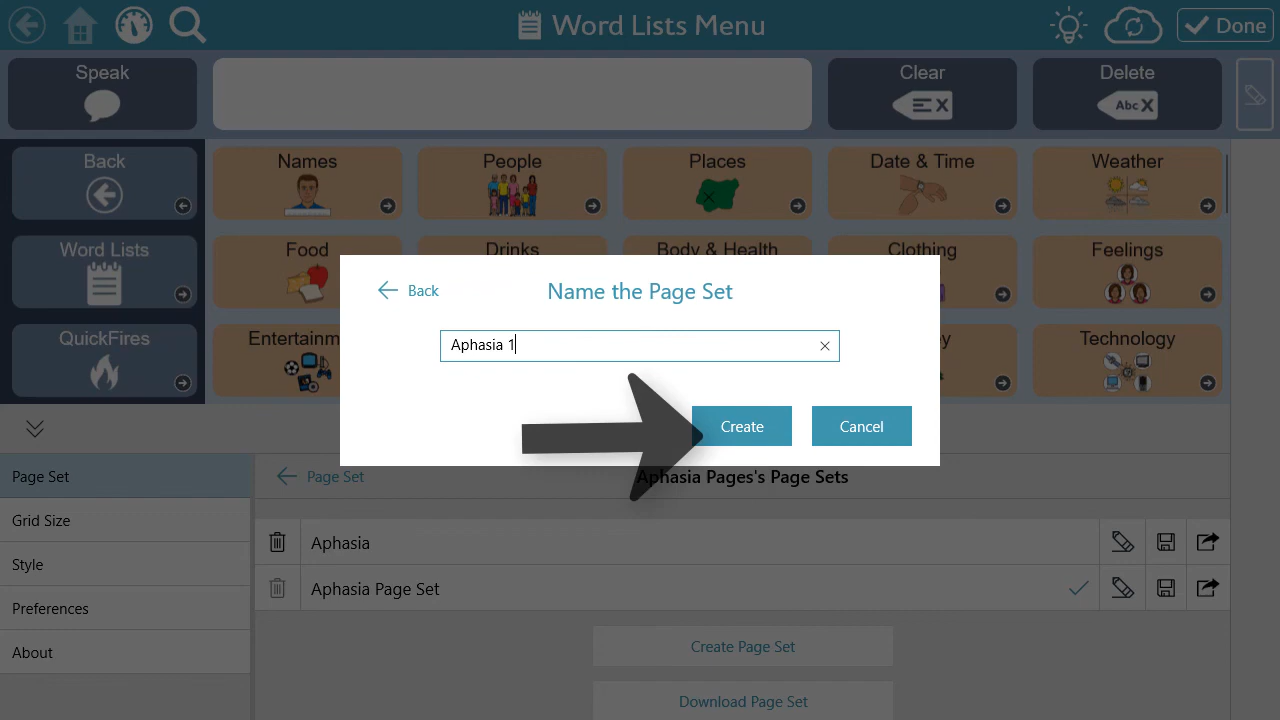 Word Lists Menu
Done
Speak
Clear
Delete
Abc X
Back
Names
People
Places
Date & Time
Weather
Word Lists
Food
Drinks
Body & Health
Clothing
Feelings
QuickFires
Entertainm
y
Technology
Back
Name the Page Set
Aphasia 1
Create
Cancel
Page Set
Grid Size
Style
Preferences
About
Page Set
Aphasia Pages's Page Sets
Aphasia
Aphasia Page Set
Create Page Set
Download Page Set